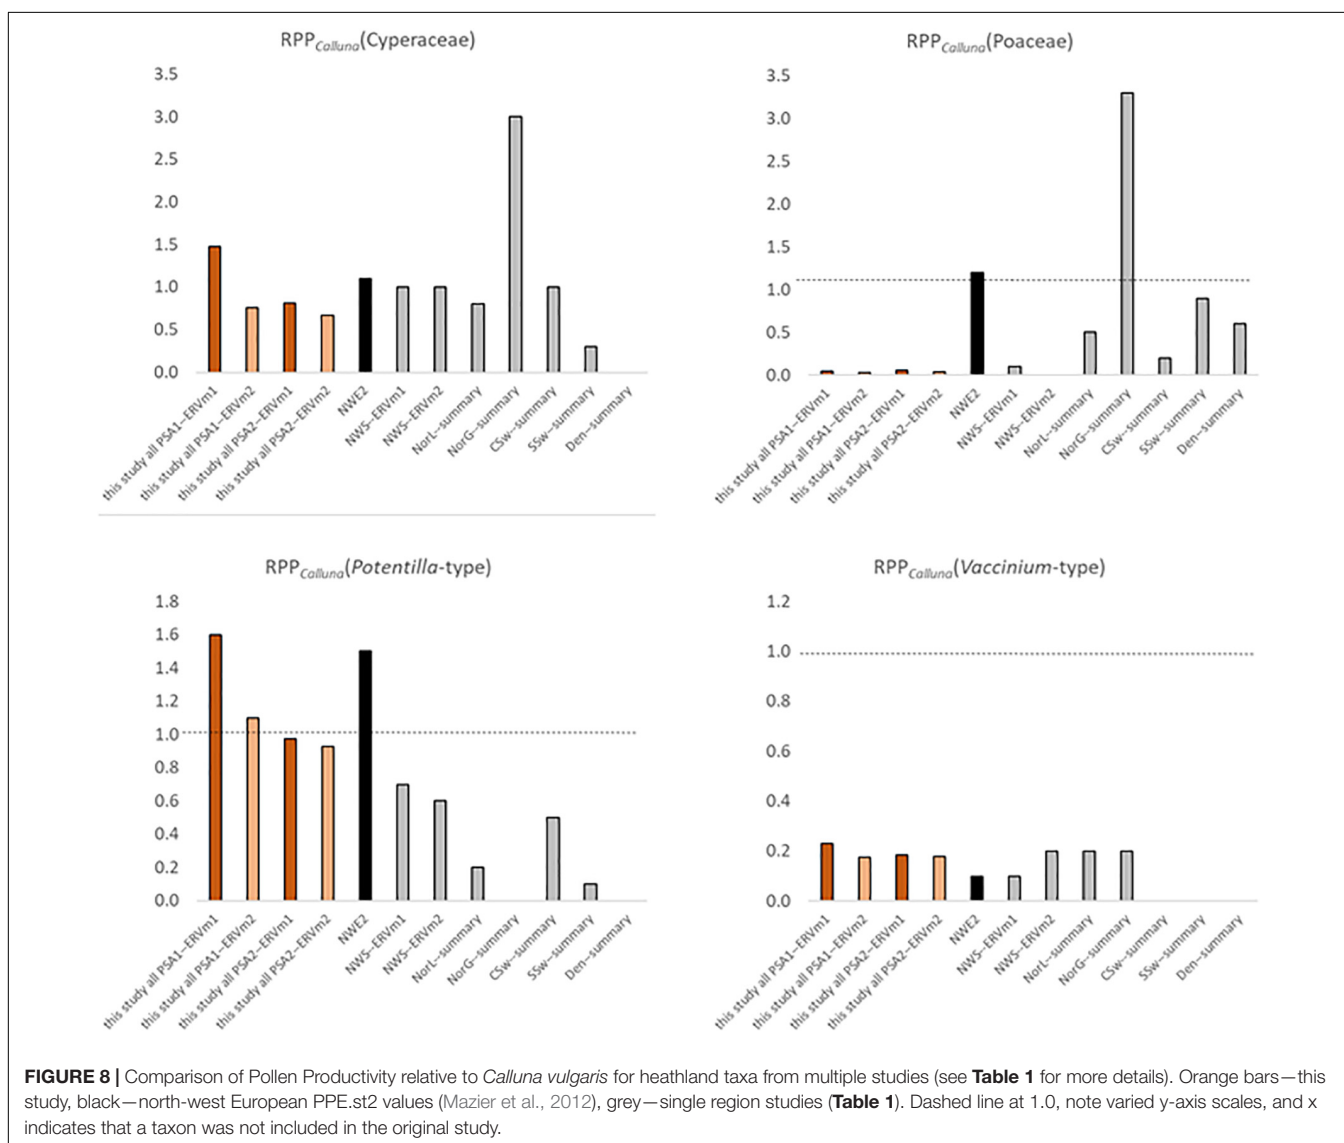 RPPCalluna(Cyperaceae)
3.5
3.0
2.5
2.0
1.5
1.0
0.5
0.0
this study all PSA1--ERVm1
this study all PSA1--ERVm2
this study all PSA2--ERVm1
this study all PSA2--ERVm2
NWE2
NWS--ERVm1
NWS--ERVm2
NorL--summary
NorG--summary
CSw--summary
SSw--summary
Den--summary
RPPCalluna(Poaceae)
3.5
3.0
2.5
2.0
1.5
1.0
0.5
0.0
this study all PSA1--ERVm1
this study all PSA1--ERVm2
this study all PSA2--ERVm1
this study all PSA2--ERVm2
NWE2
NWS--ERVm1
NWS--ERVm2
NorL--summary
NorG--summary
CSw--summary
SSw--summary
Den--summary
RPPCalluna(Potentilla-type)
1.8
1.6
1.4
1.2
1.0
0.8
0.6
0.4
0.2
0.0
this study all PSA1--ERVm1
this study all PSA1--ERVm2
this study all PSA2--ERVm1
this study all PSA2--ERVm2
NWE2
NWS--ERVm1
NWS--ERVm2
NorL--summary
NorG--summary
CSw--summary
SSw--summary
Den--summary
RPPCalluna(Vaccinium-type)
1.2
1.0
0.8
0.6
0.4
0.2
0.0
this study all PSA1--ERVm1
this study all PSA1--ERVm2
this study all PSA2--ERVm1
this study all PSA2--ERVm2
NWE2
NWS--ERVm1
NWS--ERVm2
NorL--summary
NorG--summary
CSw--summary
SSw--summary
Den--summary
FIGURE 8 | Comparison of Pollen Productivity relative to Calluna vulgaris for heathland taxa from multiple studies (see Table 1 for more details). Orange bars—this
study, black—north-west European PPE.st2 values (Mazier et al., 2012), grey—single region studies (Table 1). Dashed line at 1.0, note varied y-axis scales, and x
indicates that a taxon was not included in the original study.